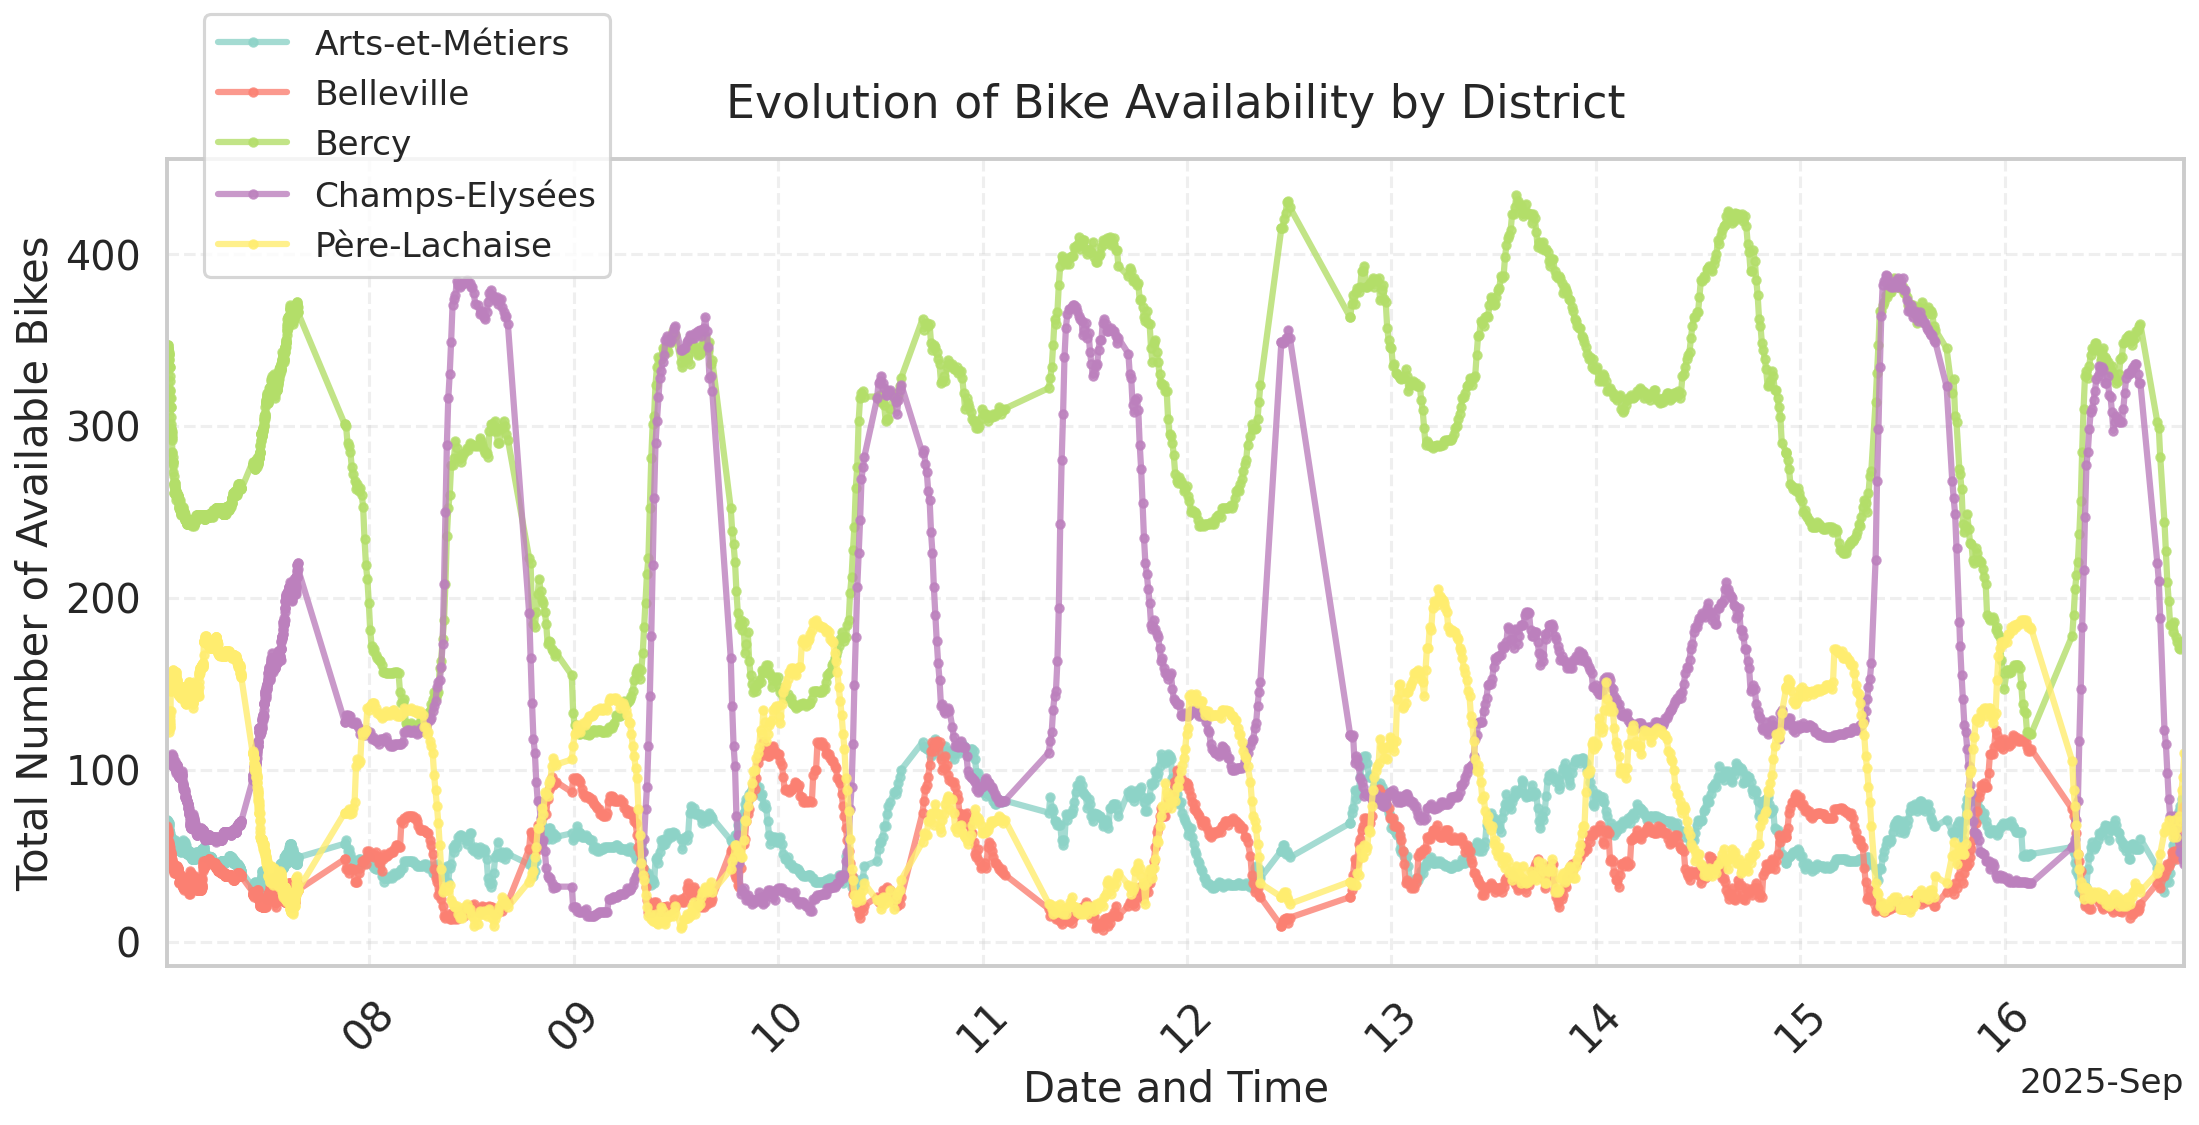 Arts-et-Métiers
Belleville
Bercy
Champs-Elysées
Père-Lachaise
Evolution of Bike Availability by District
Total Number of Available Bikes
400
300
200
100
0
08
09
10
11
12
13
14
15
16
2025-Sep
Date and Time